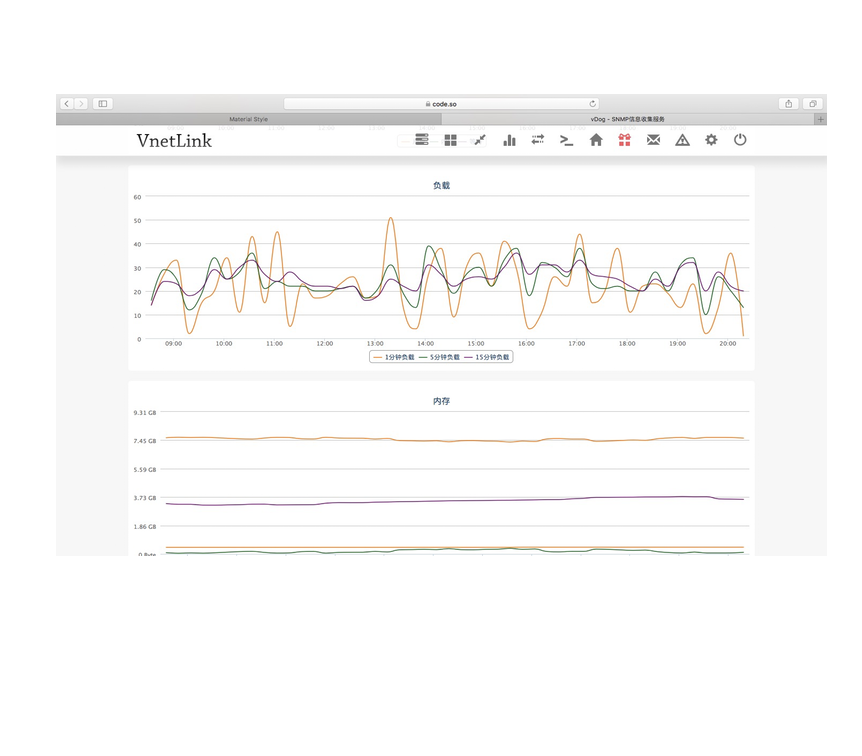 code.so
Material Style
vDog - SNMP信息收集服务
VnetLink
负载
60
50
40
30
20
10
0
09:00 10:00 11:00 12:00 13:00 14:00 15:00 16:00 17:00 18:00 19:00 20:00
1分钟负载 5分钟负载 15分钟负载
内存
9.31 GB
7.45 GB
5.59 GB
3.73 GB
1.86 GB
0 Byte